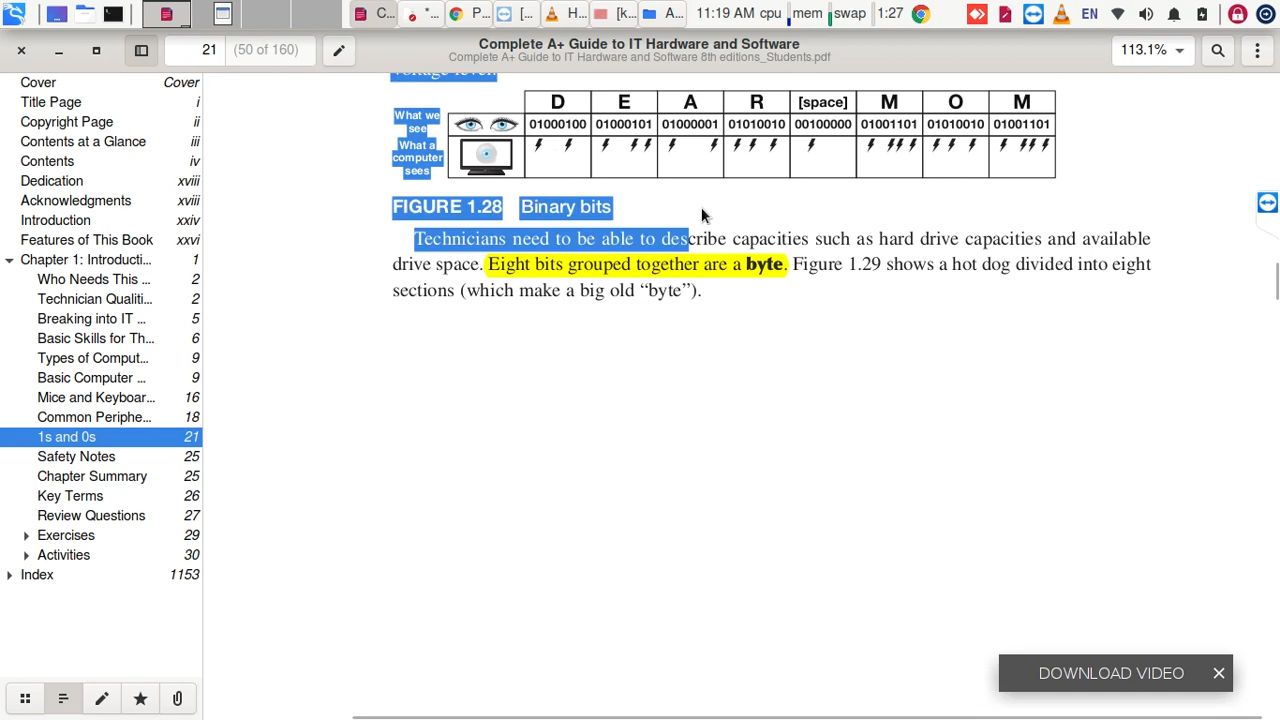 C...
"...
P...
[...
H...
[k...
A...
11:19 AM cpu
mem
swap
1:27
EN
21
(50 of 160)
Complete A+ Guide to IT Hardware and Software
Complete A+ Guide to IT Hardware and Software 8th editions_Students.pdf
113.1%
Cover Cover
Title Page i
Copyright Page ii
Contents at a Glance iii
Contents iv
Dedication xviii
Acknowledgments xviii
Introduction xxiv
Features of This Book xxvi
Chapter 1: Introducti... 1
Who Needs This ... 2
Technician Qualiti... 2
Breaking into IT ... 5
Basic Skills for Th... 6
Types of Comput... 9
Basic Computer ... 9
Mice and Keyboar... 16
Common Periphe... 18
1s and 0s 21
Safety Notes 25
Chapter Summary 25
Key Terms 26
Review Questions 27
Exercises 29
Activities 30
Index 1153
voltage level.
D E A R [space] M O M
What we
see
01000100 01000101 01000001 01010010 00100000 01001101 01010010 01001101
What a
computer
sees
FIGURE 1.28 Binary bits
Technicians need to be able to describe capacities such as hard drive capacities and available
drive space. Eight bits grouped together are a byte. Figure 1.29 shows a hot dog divided into eight
sections (which make a big old “byte”).
DOWNLOAD VIDEO